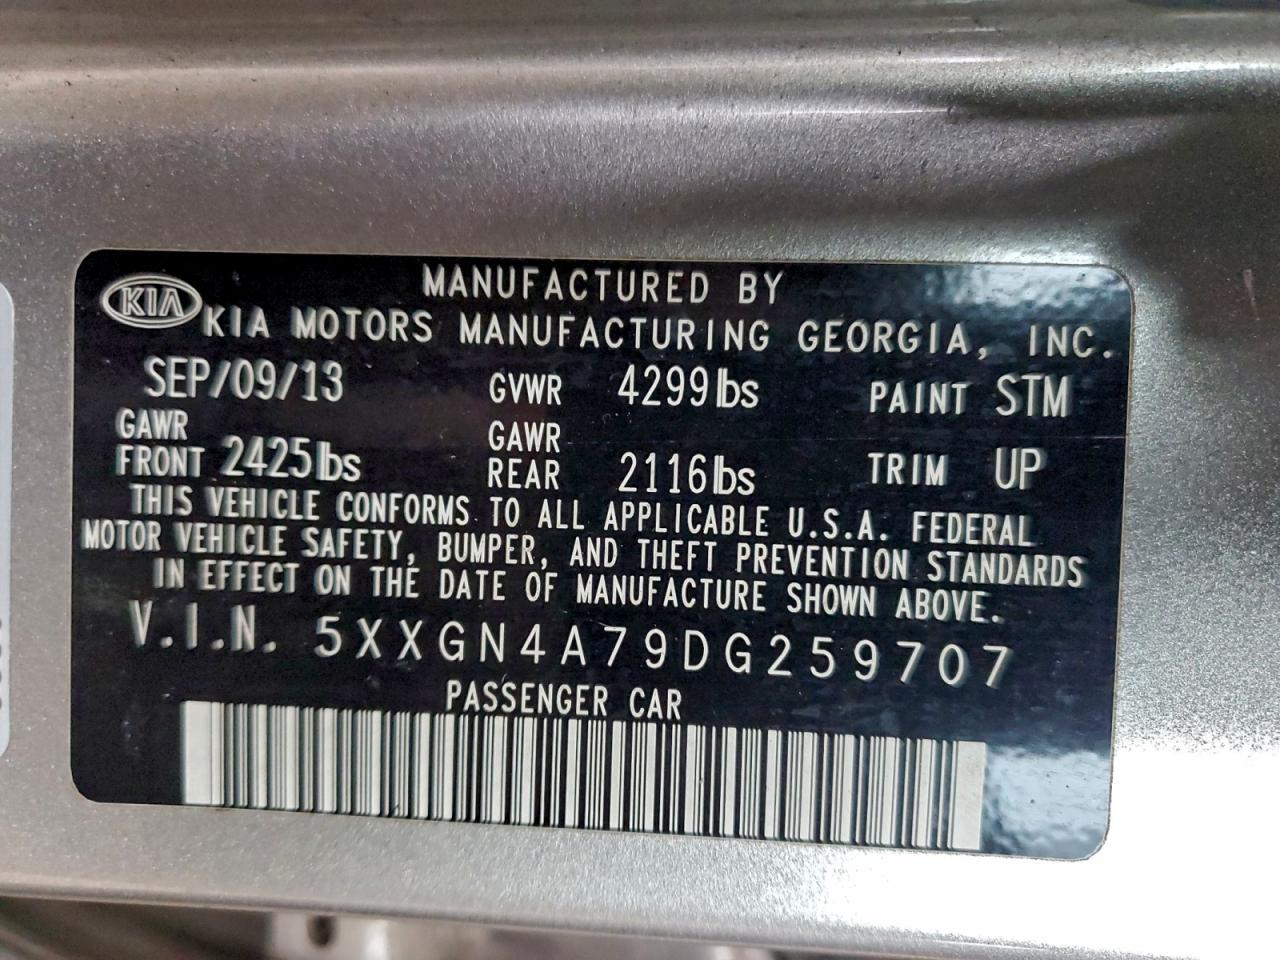 MANUFACTURED BY
KIA KIA MOTORS MANUFACTURING GEORGIA, INC.
SEP/09/13 GVWR 4299lbs PAINT STM
GAWR FRONT 2425lbs GAWR REAR 2116lbs TRIM UP
THIS VEHICLE CONFORMS TO ALL APPLICABLE U.S.A. FEDERAL
MOTOR VEHICLE SAFETY, BUMPER, AND THEFT PREVENTION STANDARDS
IN EFFECT ON THE DATE OF MANUFACTURE SHOWN ABOVE.
V.I.N. 5XXGN4A79DG259707
PASSENGER CAR